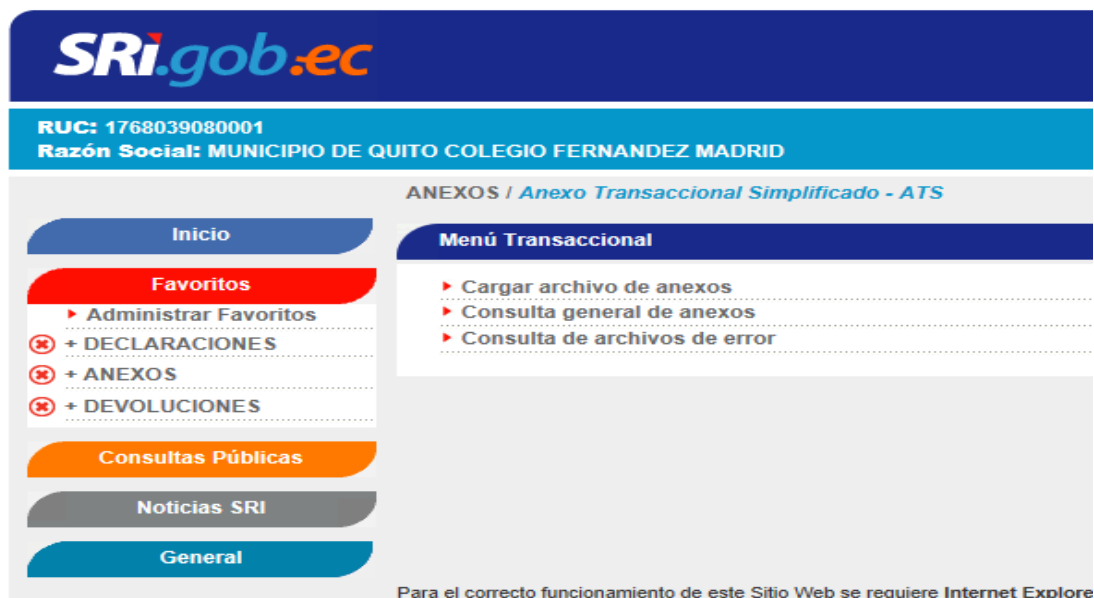 SRi.gob.ec
RUC: 1768039080001
Razón Social: MUNICIPIO DE QUITO COLEGIO FERNANDEZ MADRID
ANEXOS / Anexo Transaccional Simplificado - ATS
Inicio
Favoritos
Administrar Favoritos
+ DECLARACIONES
+ ANEXOS
+ DEVOLUCIONES
Consultas Públicas
Noticias SRI
General
Menú Transaccional
Cargar archivo de anexos
Consulta general de anexos
Consulta de archivos de error
Para el correcto funcionamiento de este Sitio Web se requiere Internet Explore